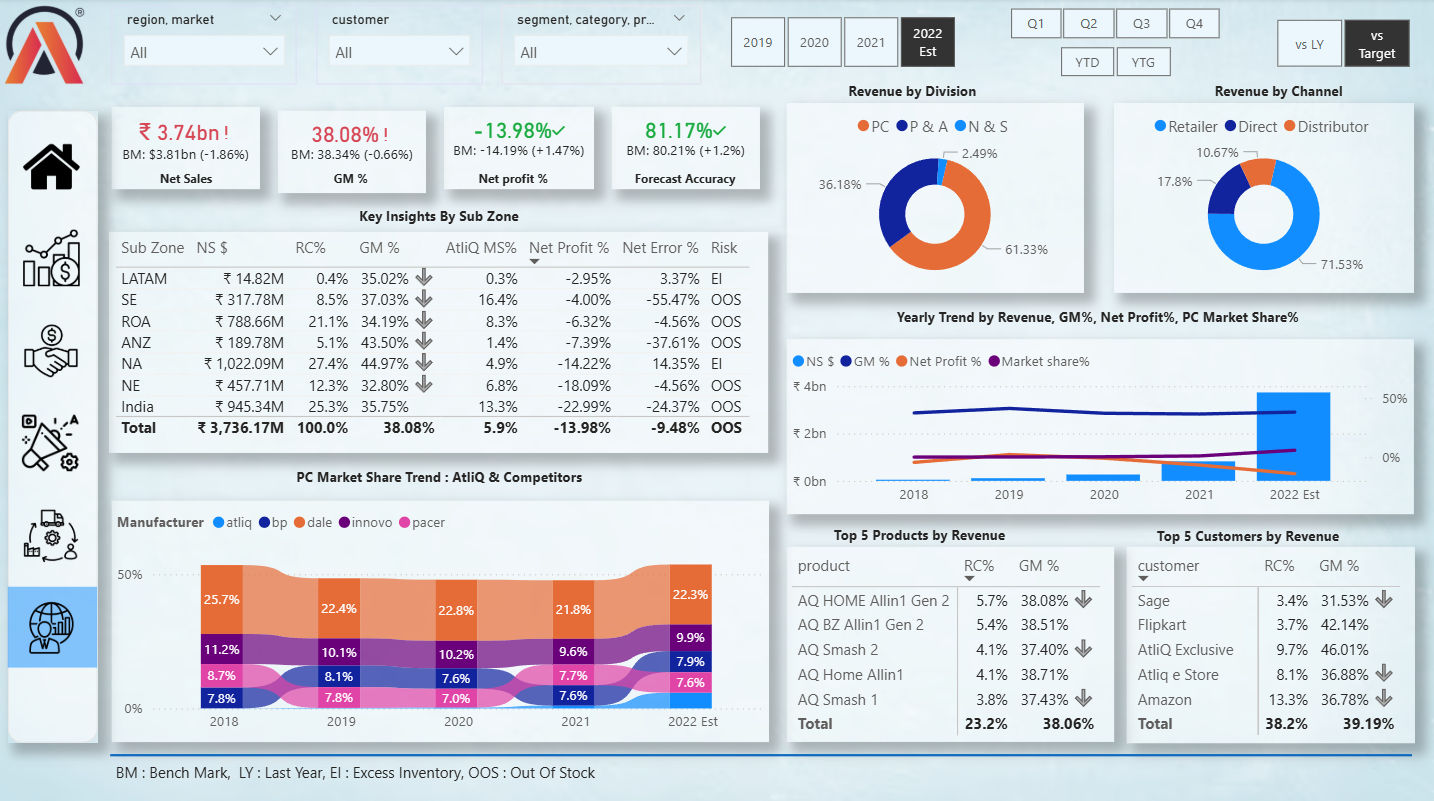 ®
region, market
All
customer
All
segment, category, pr...
All
2019 2020 2021 2022 Est
Q1 Q2 Q3 Q4
YTD YTG
vs LY vs Target
₹ 3.74bn !
BM: $3.81bn (-1.86%)
Net Sales
38.08% !
BM: 38.34% (-0.66%)
GM %
-13.98%✓
BM: -14.19% (+1.47%)
Net profit %
81.17%✓
BM: 80.21% (+1.2%)
Forecast Accuracy
Revenue by Division
PC P & A N & S
2.49%
36.18%
61.33%
Revenue by Channel
Retailer Direct Distributor
10.67%
17.8%
71.53%
Key Insights By Sub Zone
Sub Zone NS $ RC% GM % AtliQ MS% Net Profit % Net Error % Risk
LATAM ₹ 14.82M 0.4% 35.02% 0.3% -2.95% 3.37% EI
SE ₹ 317.78M 8.5% 37.03% 16.4% -4.00% -55.47% OOS
ROA ₹ 788.66M 21.1% 34.19% 8.3% -6.32% -4.56% OOS
ANZ ₹ 189.78M 5.1% 43.50% 1.4% -7.39% -37.61% OOS
NA ₹ 1,022.09M 27.4% 44.97% 4.9% -14.22% 14.35% EI
NE ₹ 457.71M 12.3% 32.80% 6.8% -18.09% -4.56% OOS
India ₹ 945.34M 25.3% 35.75% 13.3% -22.99% -24.37% OOS
Total ₹ 3,736.17M 100.0% 38.08% 5.9% -13.98% -9.48% OOS
Yearly Trend by Revenue, GM%, Net Profit%, PC Market Share%
NS $ GM % Net Profit % Market share%
₹ 4bn
₹ 2bn
₹ 0bn
50%
0%
2018 2019 2020 2021 2022 Est
PC Market Share Trend : AtliQ & Competitors
Manufacturer atliq bp dale innovo pacer
50%
0%
25.7% 22.4% 22.8% 21.8% 22.3%
11.2% 10.1% 10.2% 9.6% 9.9%
8.7% 8.1% 7.6% 7.7% 7.9%
7.8% 7.8% 7.0% 7.6% 7.6%
2018 2019 2020 2021 2022 Est
Top 5 Products by Revenue
product RC% GM %
AQ HOME Allin1 Gen 2 5.7% 38.08%
AQ BZ Allin1 Gen 2 5.4% 38.51%
AQ Smash 2 4.1% 37.40%
AQ Home Allin1 4.1% 38.71%
AQ Smash 1 3.8% 37.43%
Total 23.2% 38.06%
Top 5 Customers by Revenue
customer RC% GM %
Sage 3.4% 31.53%
Flipkart 3.7% 42.14%
AtliQ Exclusive 9.7% 46.01%
Atliq e Store 8.1% 36.88%
Amazon 13.3% 36.78%
Total 38.2% 39.19%
D A
BM : Bench Mark, LY : Last Year, EI : Excess Inventory, OOS : Out Of Stock